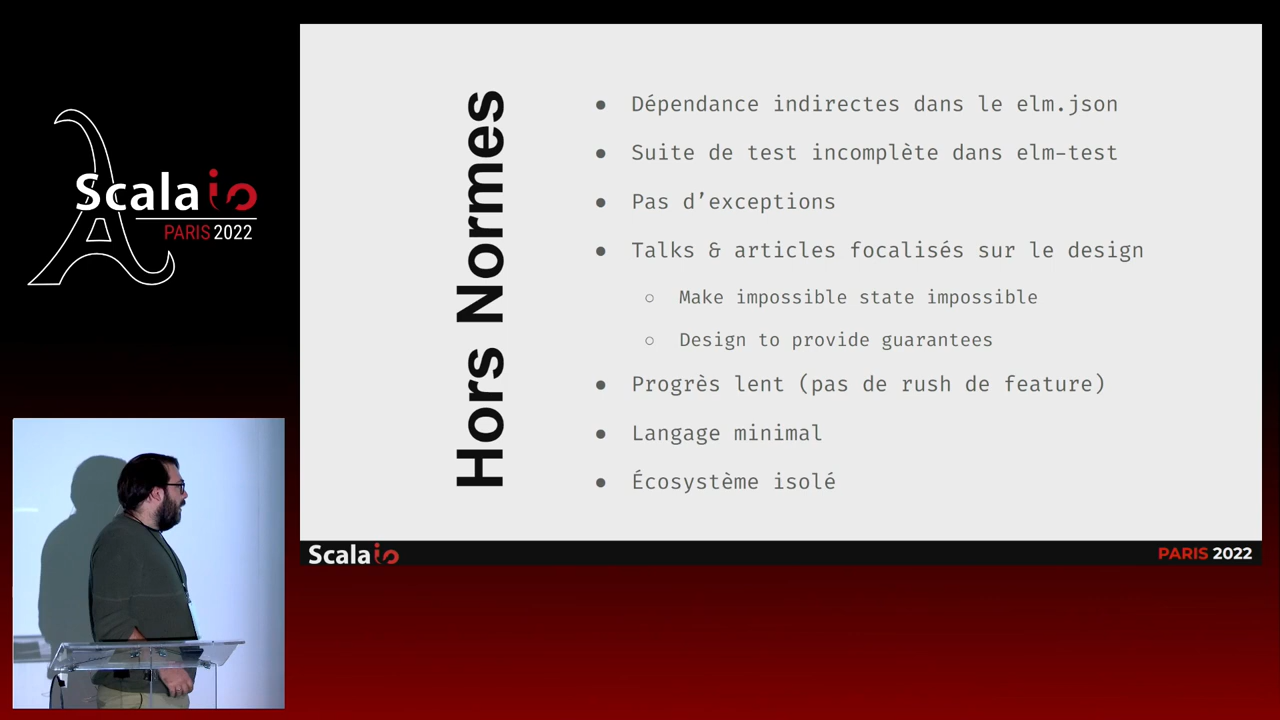 Scala io
PARIS 2022
Hors Normes
● Dépendance indirectes dans le elm.json
● Suite de test incomplète dans elm-test
● Pas d’exceptions
● Talks & articles focalisés sur le design
○ Make impossible state impossible
○ Design to provide guarantees
● Progrès lent (pas de rush de feature)
● Langage minimal
● Écosystème isolé
Scala io
PARIS 2022